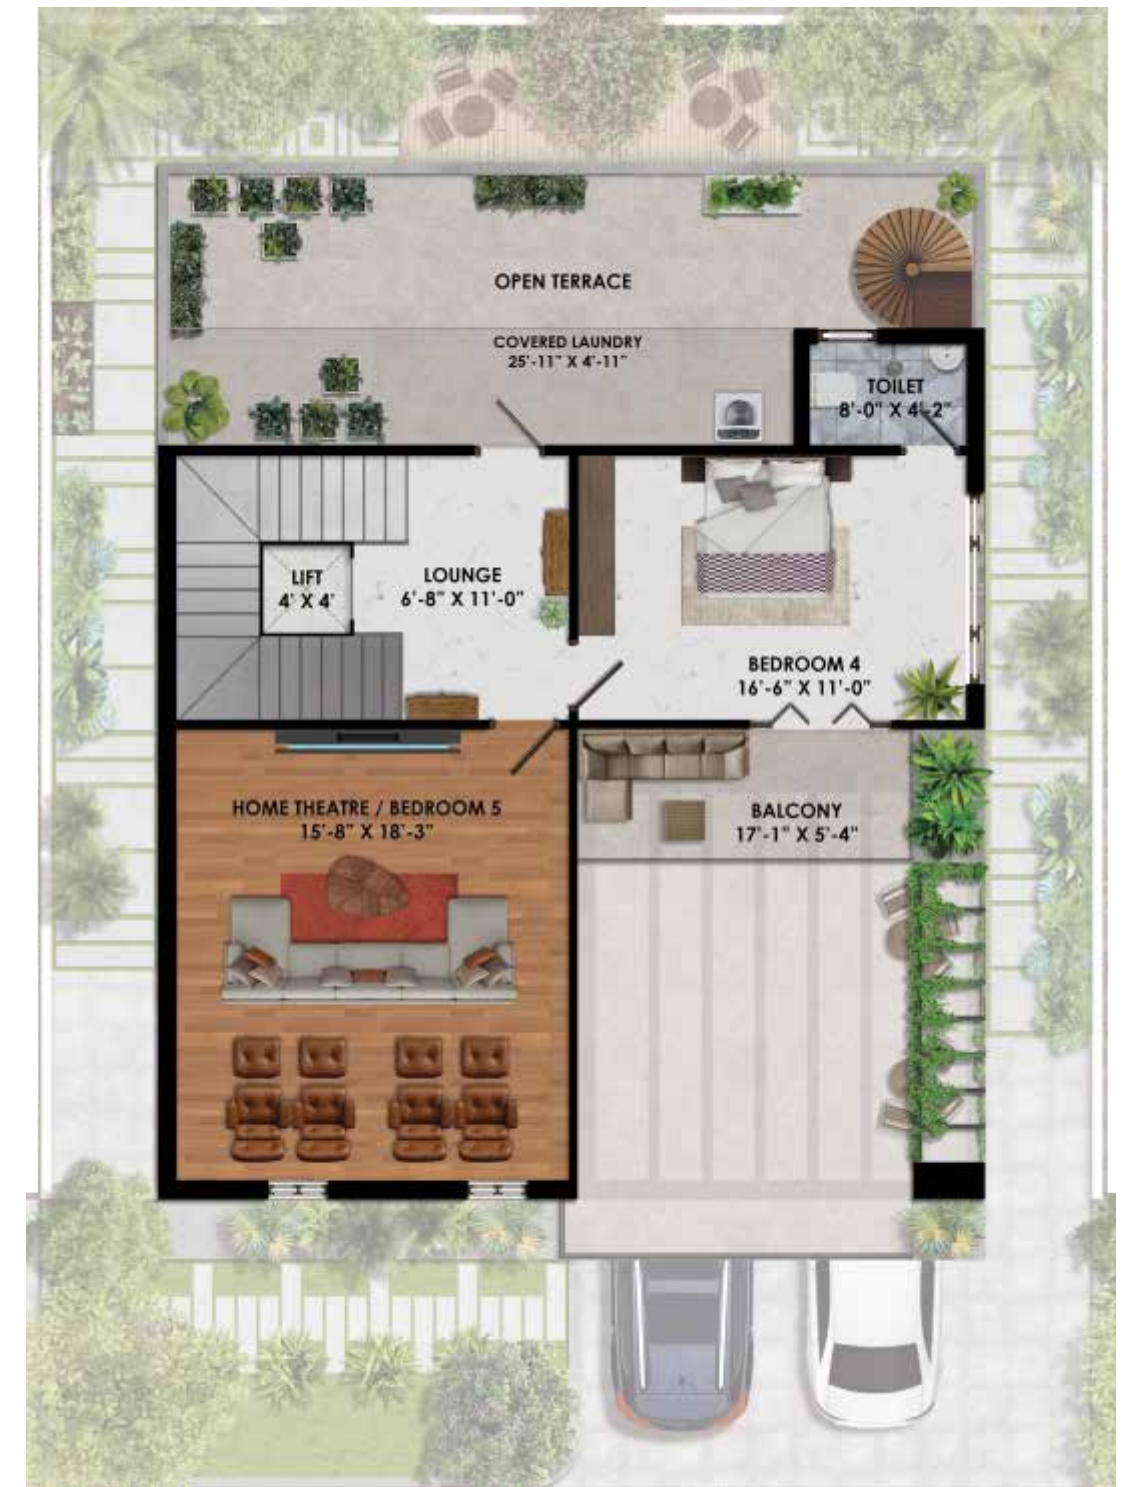 OPEN TERRACE
COVERED LAUNDRY
25'-11" X 4'-11"
TOILET
8'-0" X 4'-2"
LIFT
4' X 4'
LOUNGE
6'-8" X 11'-0"
BEDROOM 4
16'-6" X 11'-0"
HOME THEATRE / BEDROOM 5
15'-8" X 18'-3"
BALCONY
17'-1" X 5'-4"